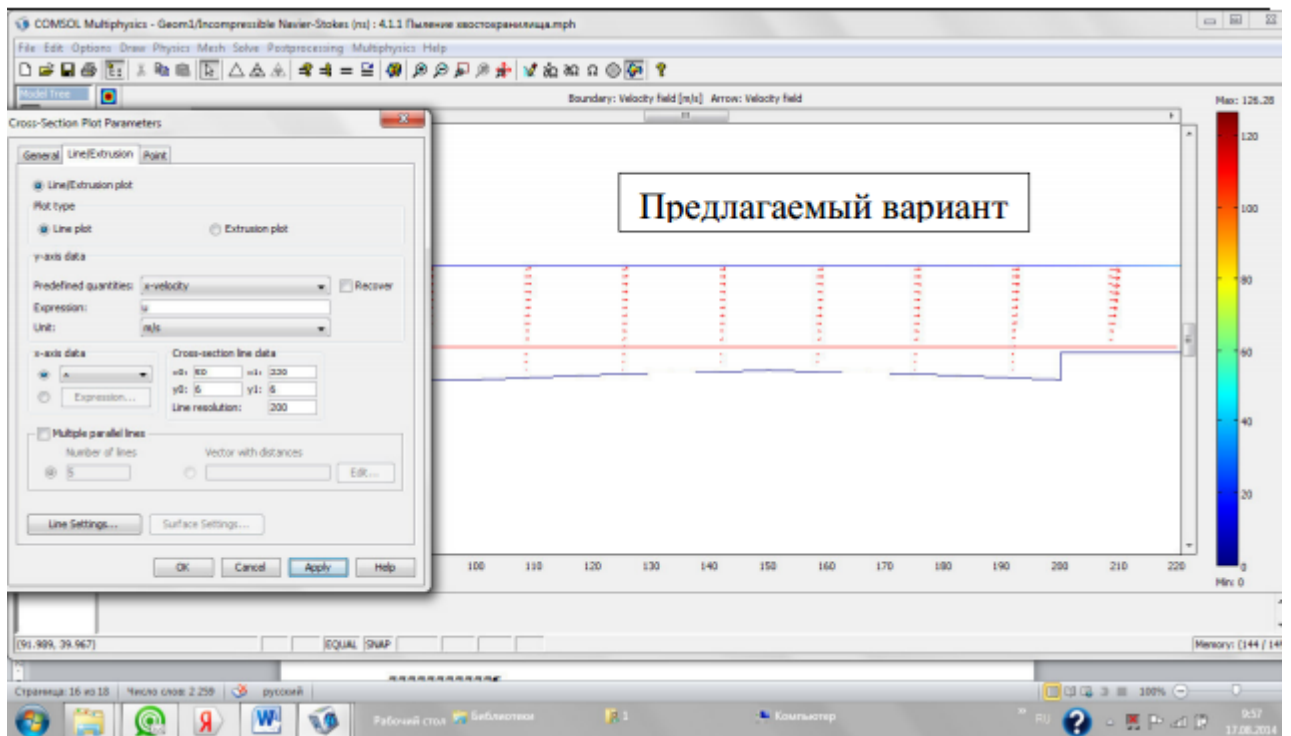 COMSOL Multiphysics - Geom1/Incompressible Navier-Stokes (ns) : 4.1.1 Пыление хвостохранилища.mph
File Edit Options Draw Physics Mesh Solve Postprocessing Multiphysics Help
Model Tree
Boundary: Velocity field [m/s] Arrow: Velocity field
Max: 126.28
Cross-Section Plot Parameters
General Line/Extrusion Point
Line/Extrusion plot
Plot type
Line plot Extrusion plot
y-axis data
Predefined quantities: x-velocity Recover
Expression: u
Unit: m/s
x-axis data Cross-section line data
x0: 80 x1: 220
Expression... y0: 6 y1: 6
Line resolution: 200
Multiple parallel lines
Number of lines Vector with distances
5 Edit...
Line Settings... Surface Settings...
OK Cancel Apply Help
Предлагаемый вариант
120
100
80
60
40
20
0
Min: 0
100 110 120 130 140 150 160 170 180 190 200 210 220
(91.989, 39.967) EQUAL SNAP Memory: (144 /
Страница: 16 из 18 Число слов: 2 259 русский 100%
Рабочий стол Библиотеки 1 Компьютер RU 9:57
17.08.2014